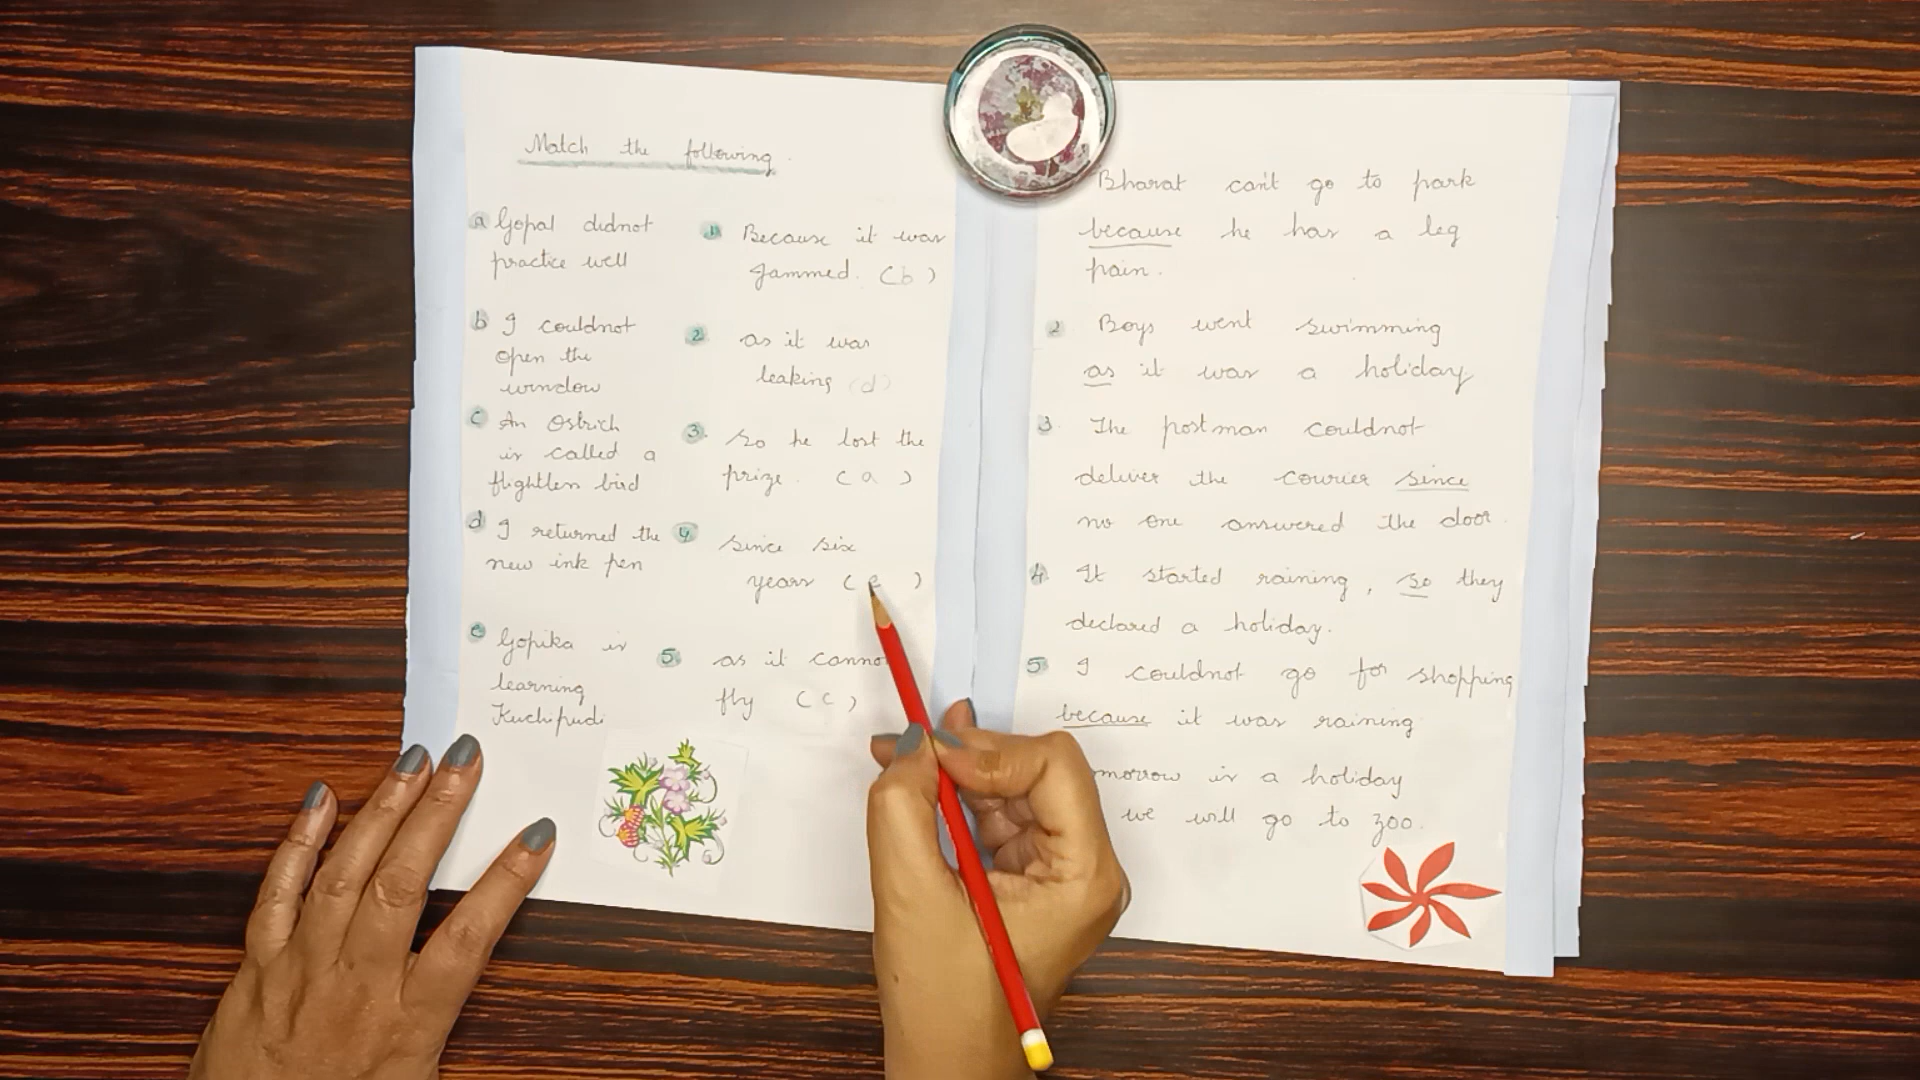 Match the following.
a Gopal didnot
practice well
1 Because it was
Jammed. (b)
b I couldnot
open the
window
2 as it was
leaking (d)
c An Ostrich
is called a
flightless bird
3. so he lost the
prize. (a)
d I returned the
new ink pen
4 since six
years (e)
e Gopika is
learning
Kuchipudi
5 as it canno
fly (c)
Bharat can't go to park
because he has a leg
pain.
2 Boys went swimming
as it was a holiday
3. The postman couldnot
deliver the courier since
no one answered the door.
4. It started raining, so they
declared a holiday.
5 I couldnot go for shopping
because it was raining
morrow is a holiday
we will go to zoo.